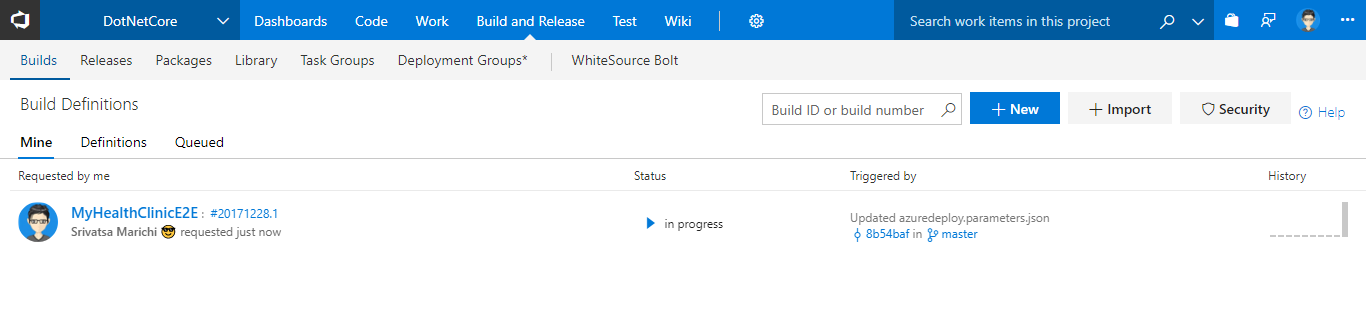 DotNetCore Dashboards Code Work Build and Release Test Wiki Search work items in this project
Builds Releases Packages Library Task Groups Deployment Groups* WhiteSource Bolt
Build Definitions Build ID or build number + New + Import Security Help
Mine Definitions Queued
Requested by me Status Triggered by History
MyHealthClinicE2E : #20171228.1 in progress Updated azuredeploy.parameters.json
Srivatsa Marichi 😎 requested just now 8b54baf in master